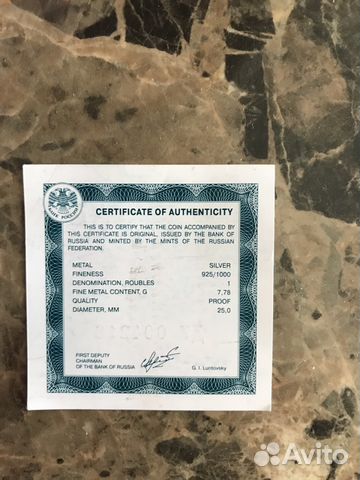 БАНК РОССИИ
CERTIFICATE OF AUTHENTICITY
THIS IS TO CERTIFY THAT THE COIN ACCOMPANIED BY
THIS CERTIFICATE IS ORIGINAL, ISSUED BY THE BANK OF
RUSSIA AND MINTED BY THE MINTS OF THE RUSSIAN
FEDERATION.
METAL SILVER
FINENESS 925/1000
DENOMINATION, ROUBLES 1
FINE METAL CONTENT, G 7,78
QUALITY PROOF
DIAMETER, MM 25,0
FIRST DEPUTY
CHAIRMAN
OF THE BANK OF RUSSIA G. I. Luntovsky
Avito